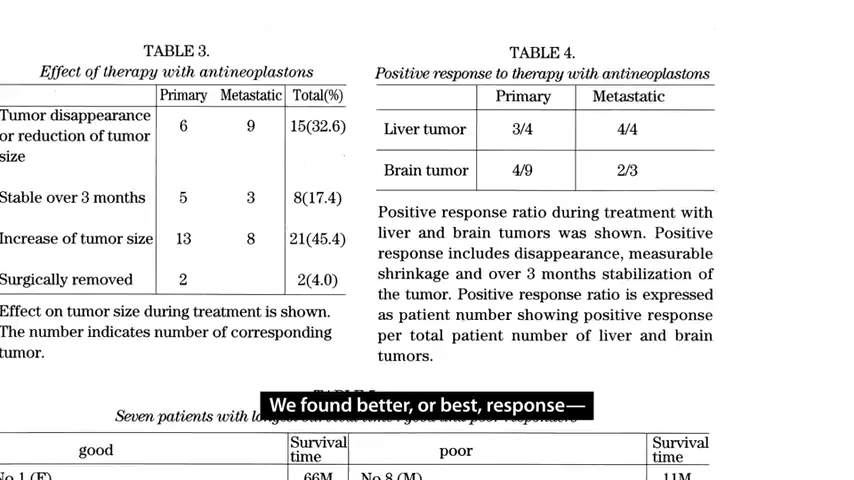 TABLE 3.
Effect of therapy with antineoplastons
Primary Metastatic Total(%)
Tumor disappearance
or reduction of tumor
size
6 9 15(32.6)
Stable over 3 months 5 3 8(17.4)
Increase of tumor size 13 8 21(45.4)
Surgically removed 2 2(4.0)
Effect on tumor size during treatment is shown.
The number indicates number of corresponding
tumor.
TABLE 4.
Positive response to therapy with antineoplastons
Primary Metastatic
Liver tumor 3/4 4/4
Brain tumor 4/9 2/3
Positive response ratio during treatment with
liver and brain tumors was shown. Positive
response includes disappearance, measurable
shrinkage and over 3 months stabilization of
the tumor. Positive response ratio is expressed
as patient number showing positive response
per total patient number of liver and brain
tumors.
We found better, or best, response—
Seven patients with
good Survival time poor Survival time
No 1 (F) 66M No 8 (M) 11M